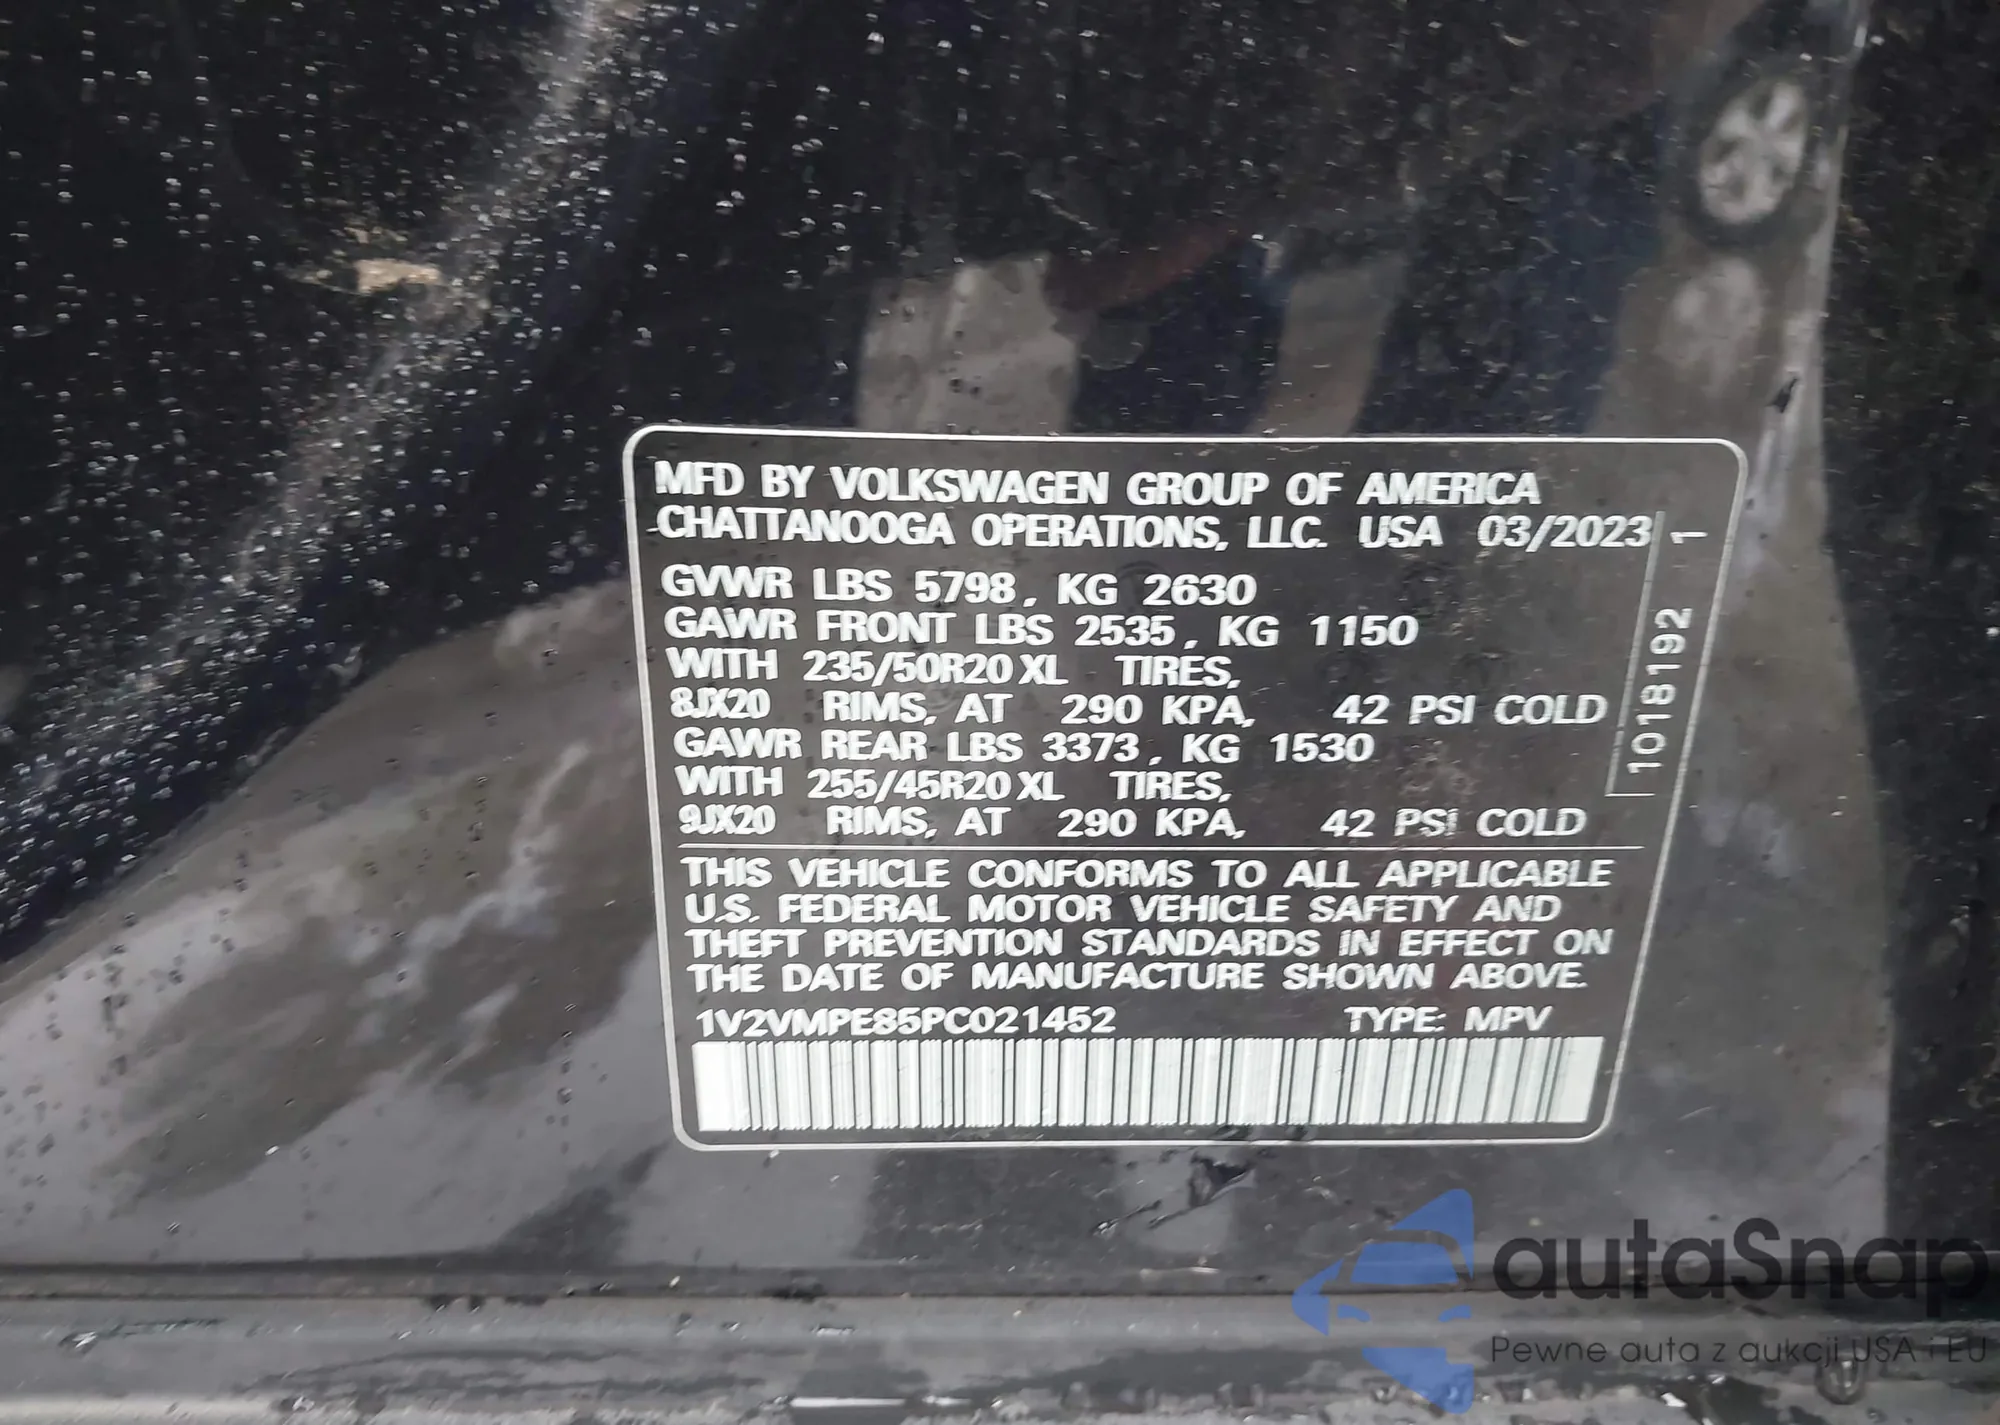 MFD BY VOLKSWAGEN GROUP OF AMERICA
CHATTANOOGA OPERATIONS, LLC. USA 03/2023
GVWR LBS 5798, KG 2630
GAWR FRONT LBS 2535, KG 1150
WITH 235/50R20 XL TIRES,
8JX20 RIMS, AT 290 KPA, 42 PSI COLD
GAWR REAR LBS 3373, KG 1530
WITH 255/45R20 XL TIRES,
9JX20 RIMS, AT 290 KPA, 42 PSI COLD
THIS VEHICLE CONFORMS TO ALL APPLICABLE
U.S. FEDERAL MOTOR VEHICLE SAFETY AND
THEFT PREVENTION STANDARDS IN EFFECT ON
THE DATE OF MANUFACTURE SHOWN ABOVE.
1V2VMPE85PC021452 TYPE: MPV
1018192 1
autaSnap
Pewne auta z aukcji USA i EU